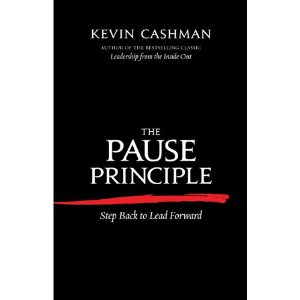 KEVIN CASHMAN
AUTHOR OF THE BESTSELLING CLASSIC
Leadership from the Inside Out
THE
PAUSE
PRINCIPLE
Step Back to Lead Forward